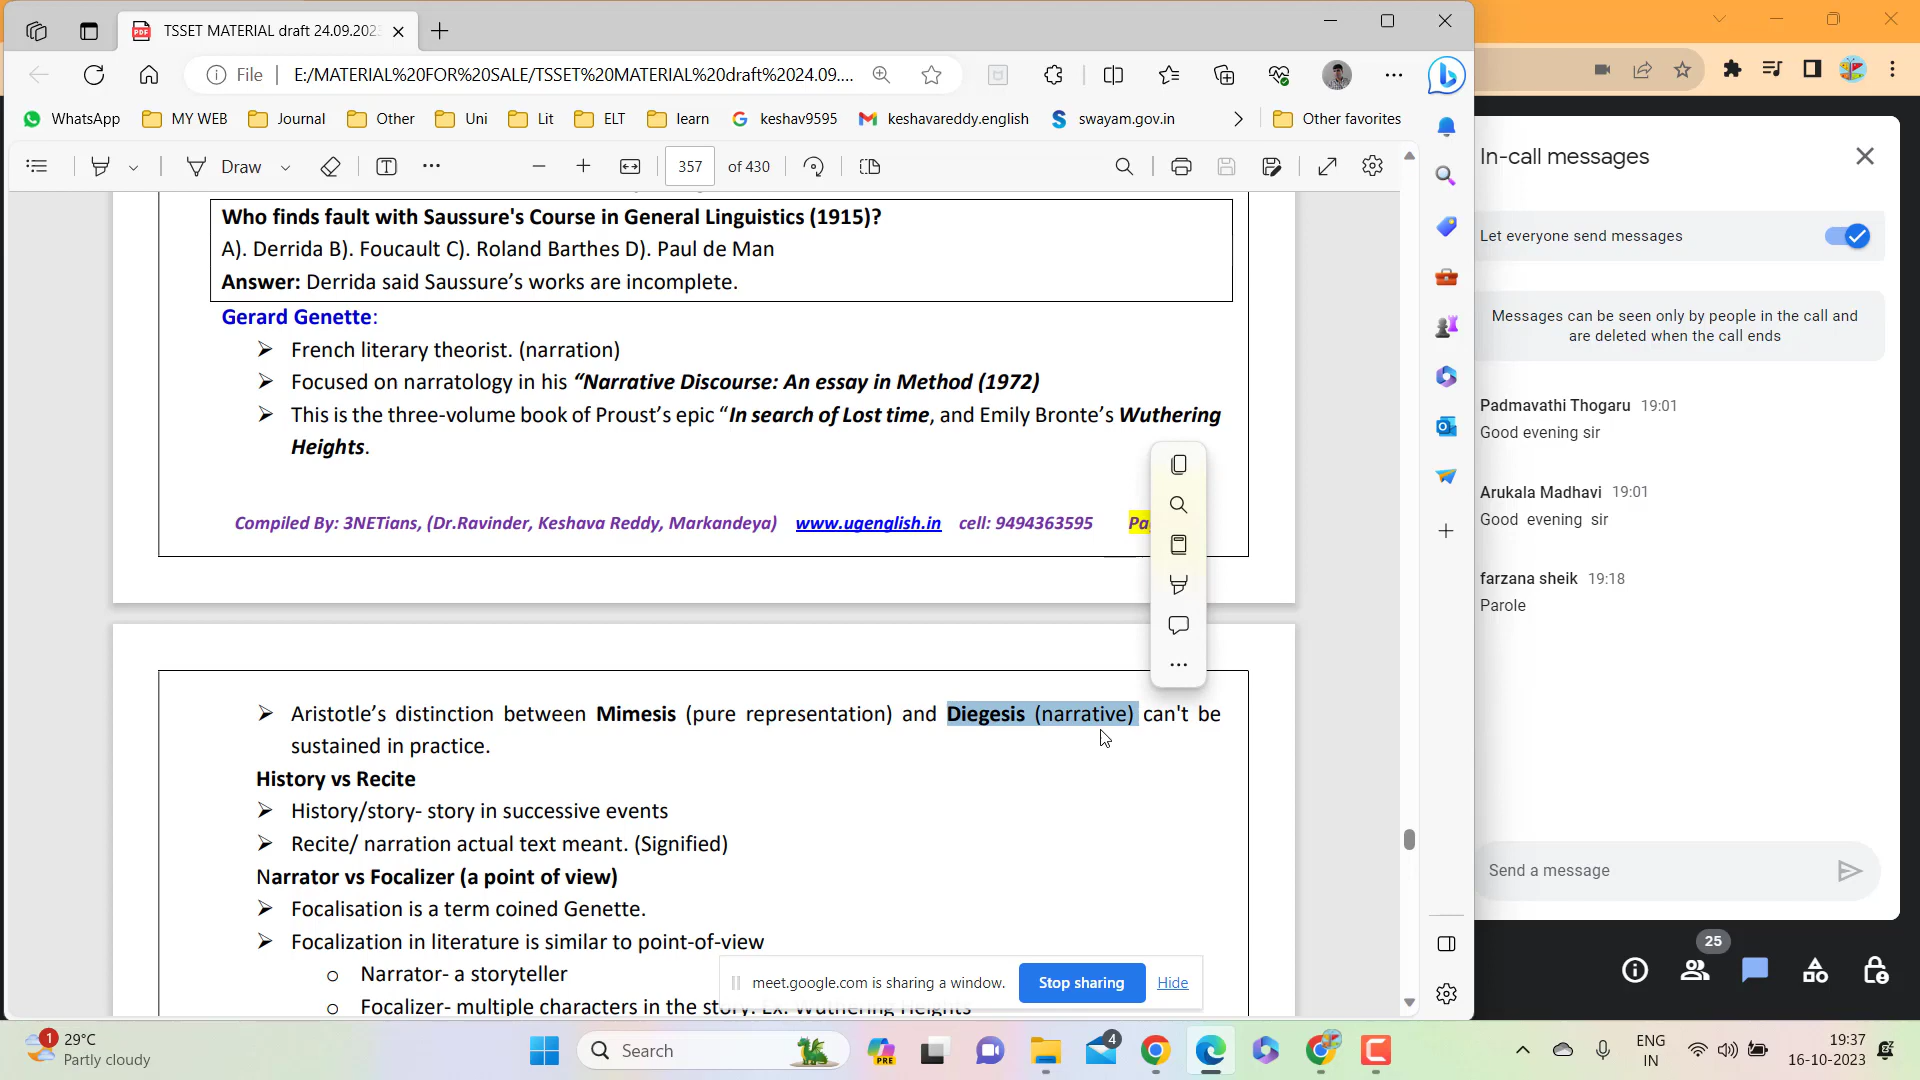 TSSET MATERIAL draft 24.09.202
File
E:/MATERIAL%20FOR%20SALE/TSSET%20MATERIAL%20draft%2024.09....
WhatsApp MY WEB Journal Other Uni Lit ELT learn keshav9595 keshavareddy.english swayam.gov.in Other favorites
Draw 357 of 430
Who finds fault with Saussure's Course in General Linguistics (1915)?
A). Derrida B). Foucault C). Roland Barthes D). Paul de Man
Answer: Derrida said Saussure’s works are incomplete.
Gerard Genette:
➢ French literary theorist. (narration)
➢ Focused on narratology in his “Narrative Discourse: An essay in Method (1972)
➢ This is the three-volume book of Proust’s epic “In search of Lost time, and Emily Bronte’s Wuthering
Heights.
Compiled By: 3NETians, (Dr.Ravinder, Keshava Reddy, Markandeya) www.ugenglish.in cell: 9494363595
➢ Aristotle’s distinction between Mimesis (pure representation) and Diegesis (narrative) can't be
sustained in practice.
History vs Recite
➢ History/story- story in successive events
➢ Recite/ narration actual text meant. (Signified)
Narrator vs Focalizer (a point of view)
➢ Focalisation is a term coined Genette.
➢ Focalization in literature is similar to point-of-view
o Narrator- a storyteller
o Focalizer- multiple characters in the story. Ex. Wuthering Heights
meet.google.com is sharing a window. Stop sharing Hide
In-call messages
Let everyone send messages
Messages can be seen only by people in the call and
are deleted when the call ends
Padmavathi Thogaru 19:01
Good evening sir
Arukala Madhavi 19:01
Good evening sir
farzana sheik 19:18
Parole
Send a message
25
1
29°C
Partly cloudy
Search
PRE
4
ENG
IN
19:37
16-10-2023